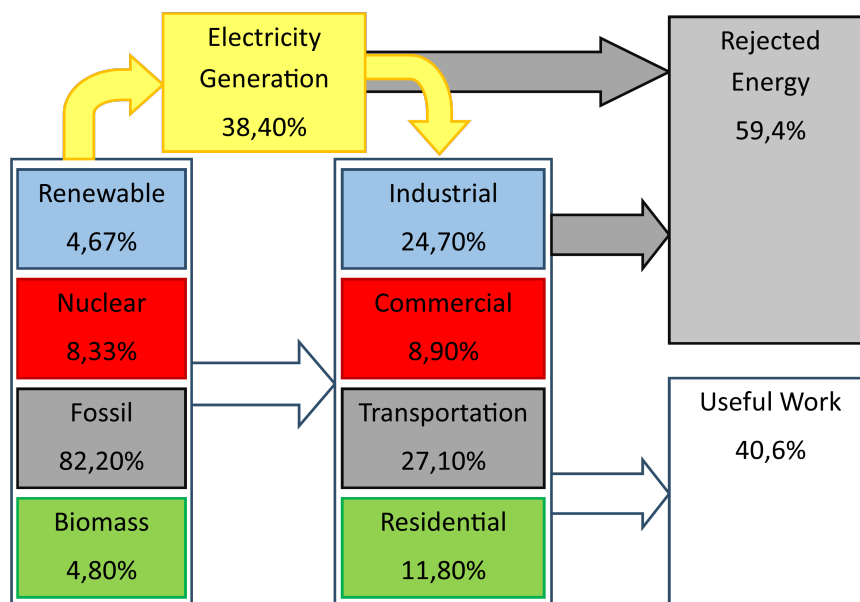 Electricity
Generation
38,40%
Rejected
Energy
59,4%
Renewable
4,67%
Nuclear
8,33%
Fossil
82,20%
Biomass
4,80%
Industrial
24,70%
Commercial
8,90%
Transportation
27,10%
Residential
11,80%
Useful Work
40,6%